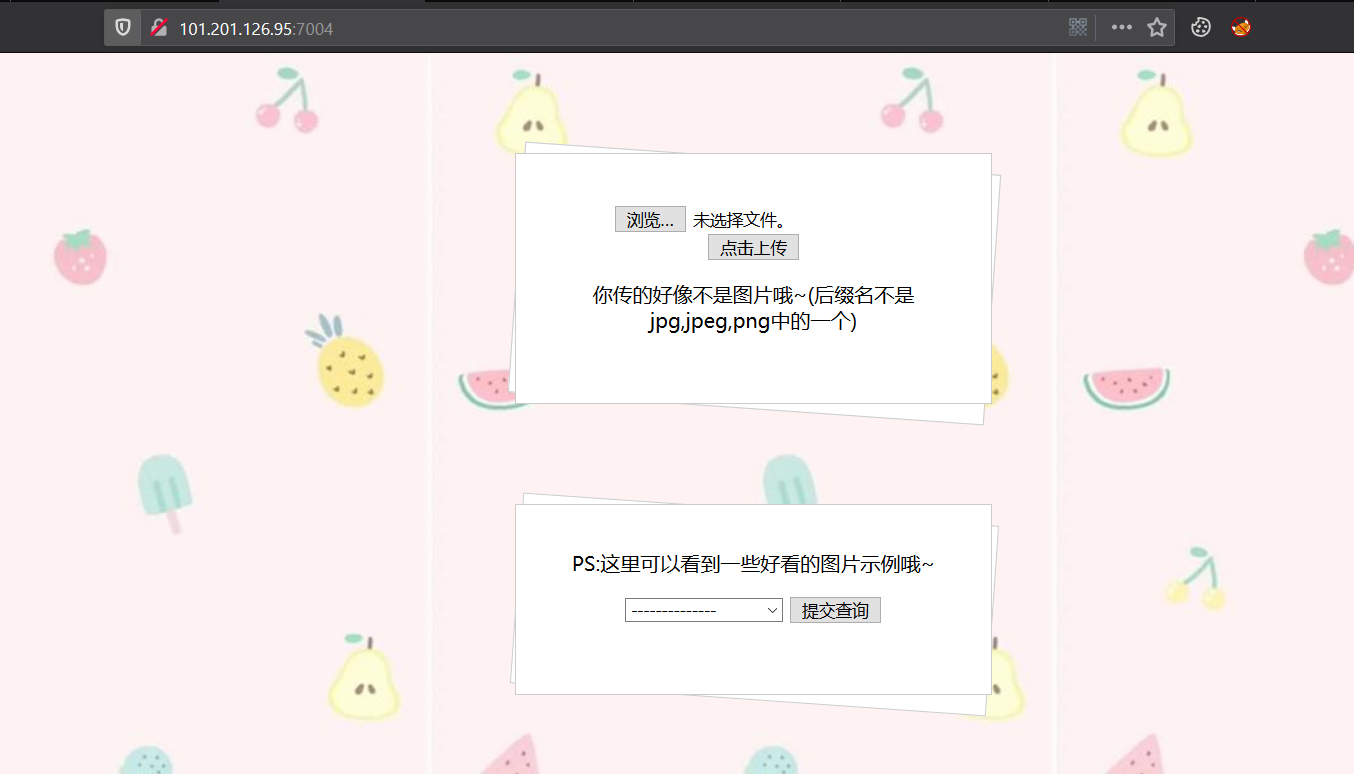 101.201.126.95:7004
浏览... 未选择文件。
点击上传
你传的好像不是图片哦~(后缀名不是
jpg,jpeg,png中的一个)
PS:这里可以看到一些好看的图片示例哦~
-------------- 提交查询